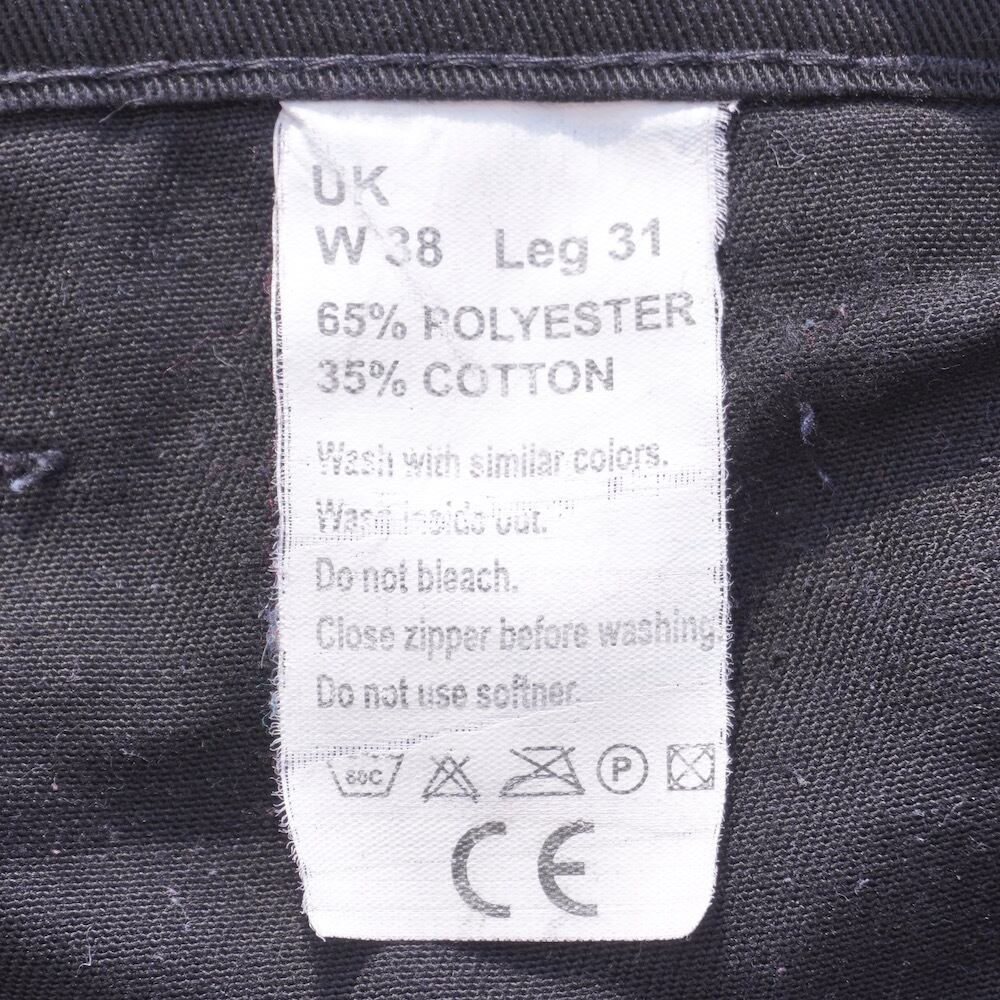 UK
W 38 Leg 31
65% POLYESTER
35% COTTON
Wash with similar colors.
Wash inside out.
Do not bleach.
Close zipper before washing
Do not use softner.
60C P
CE